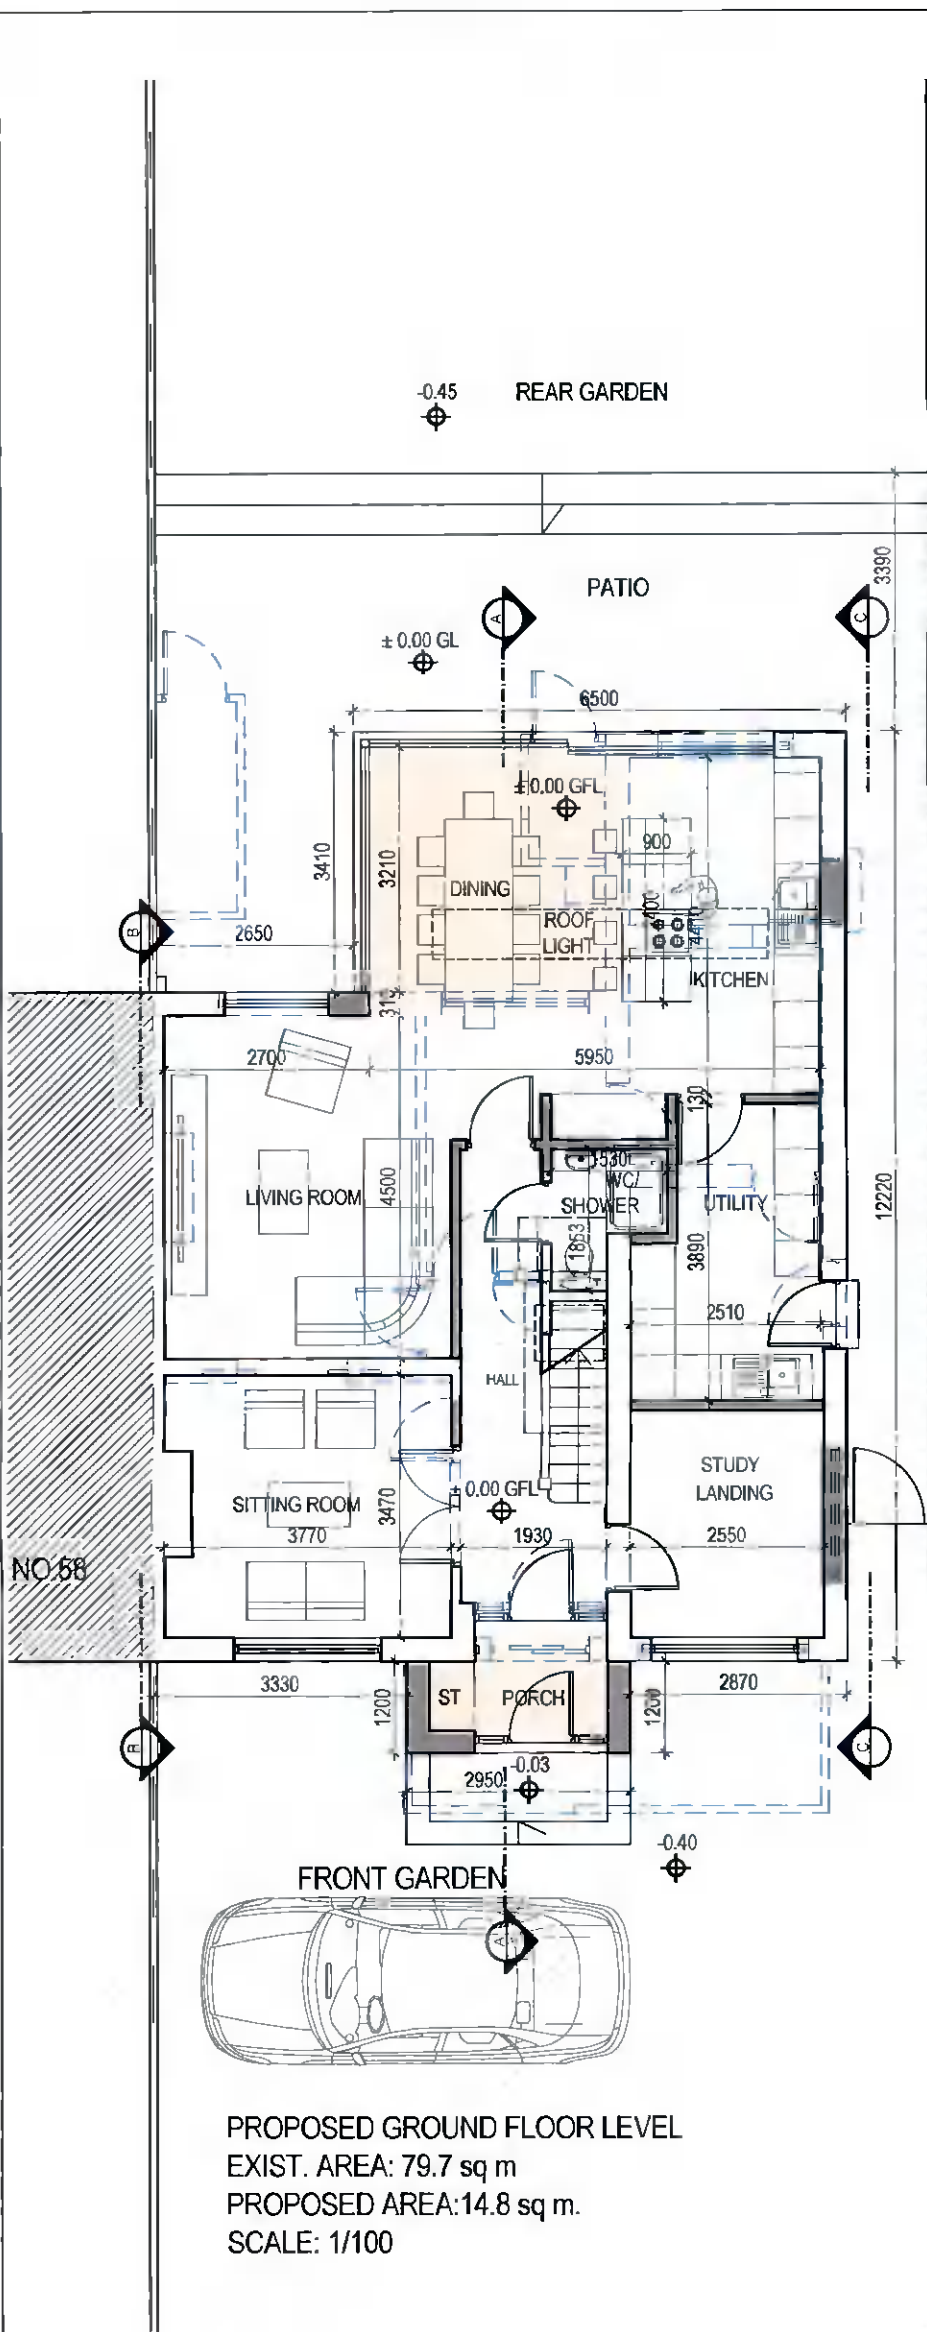 -0.45
REAR GARDEN
3390
PATIO
A
C
± 0.00 GL
6500
± 0.00 GFL
3410
3210
900
DINING
ROOF
LIGHT
B
2650
KITCHEN
2700
5950
130
LIVING ROOM
4500
WC/
SHOWER
1853
UTILITY
3890
12220
2510
HALL
STUDY
LANDING
SITTING ROOM
3470
0.00 GFL
3770
1930
2550
NO.58
3330
1200
ST
PORCH
1200
2870
B
C
2950
-0.03
-0.40
FRONT GARDEN
A
PROPOSED GROUND FLOOR LEVEL
EXIST. AREA: 79.7 sq m
PROPOSED AREA:14.8 sq m.
SCALE: 1/100